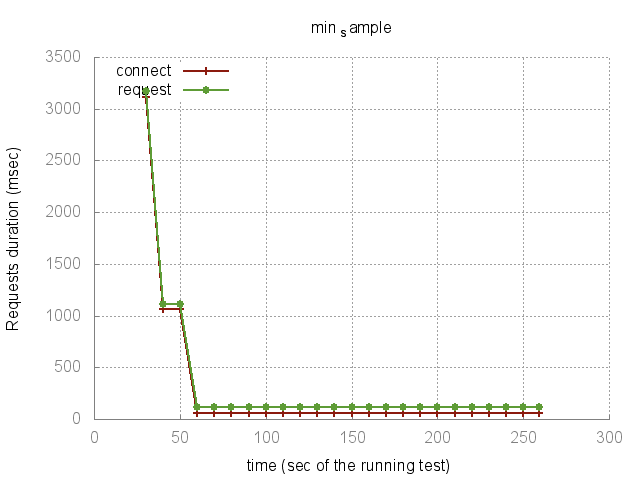 min s ample
3500
connect
request
3000
2500
2000
1500
1000
500
0
0 50 100 150 200 250 300
Requests duration (msec)
time (sec of the running test)